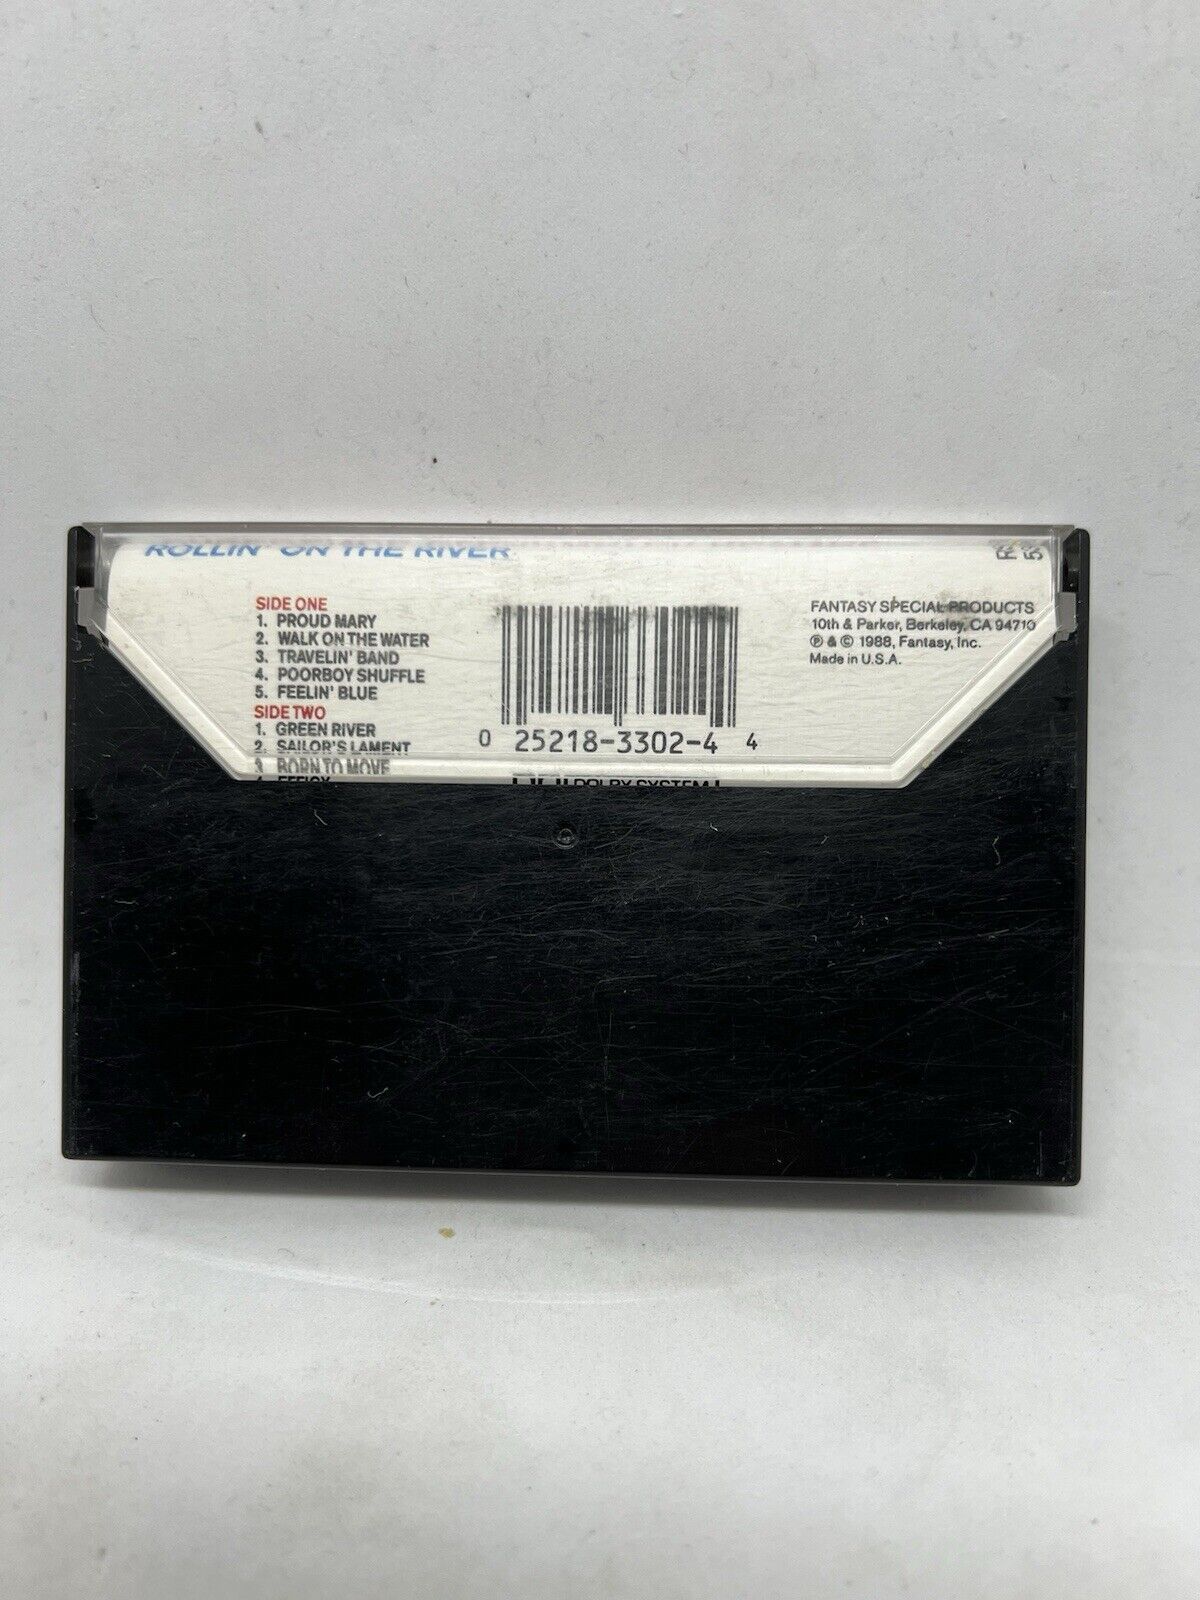 ROLLIN' ON THE RIVER
SIDE ONE
1. PROUD MARY
2. WALK ON THE WATER
3. TRAVELIN' BAND
4. POORBOY SHUFFLE
5. FEELIN' BLUE
SIDE TWO
1. GREEN RIVER
2. SAILOR'S LAMENT
3. BORN TO MOVE
4. EFFIGY
0 25218-3302-4 4
DOLBY SYSTEM
FANTASY SPECIAL PRODUCTS
10th & Parker, Berkeley, CA 94710
℗ & © 1988, Fantasy, Inc.
Made in U.S.A.